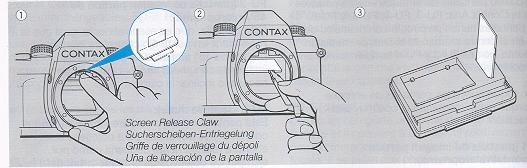 ①
②
③
CONTAX
CONTAX
Screen Release Claw
Sucherscheiben-Entriegelung
Griffe de verrouillage du dépoli
Uña de liberación de la pantalla